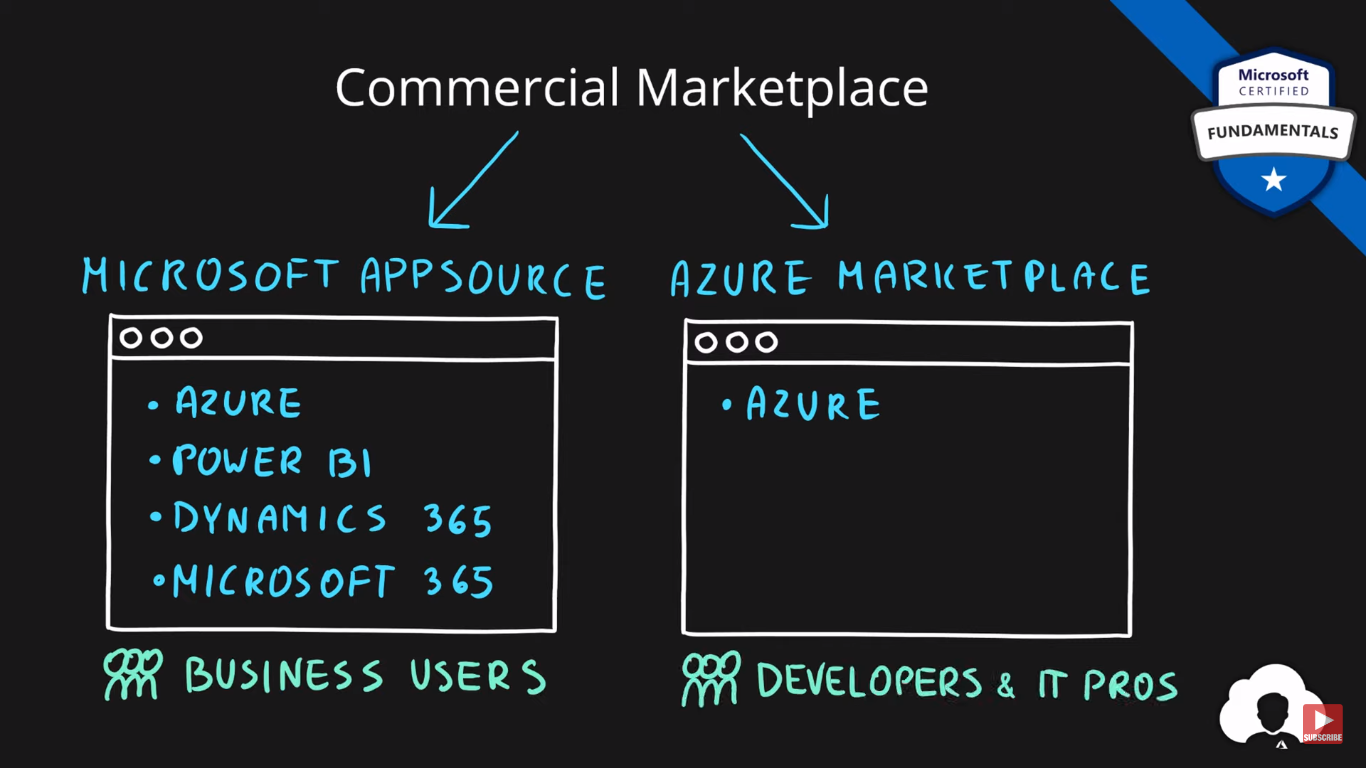 Commercial Marketplace
Microsoft
CERTIFIED
FUNDAMENTALS
MICROSOFT APPSOURCE
• AZURE
• POWER BI
• DYNAMICS 365
• MICROSOFT 365
BUSINESS USERS
AZURE MARKETPLACE
• AZURE
DEVELOPERS & IT PROS
SUBSCRIBE